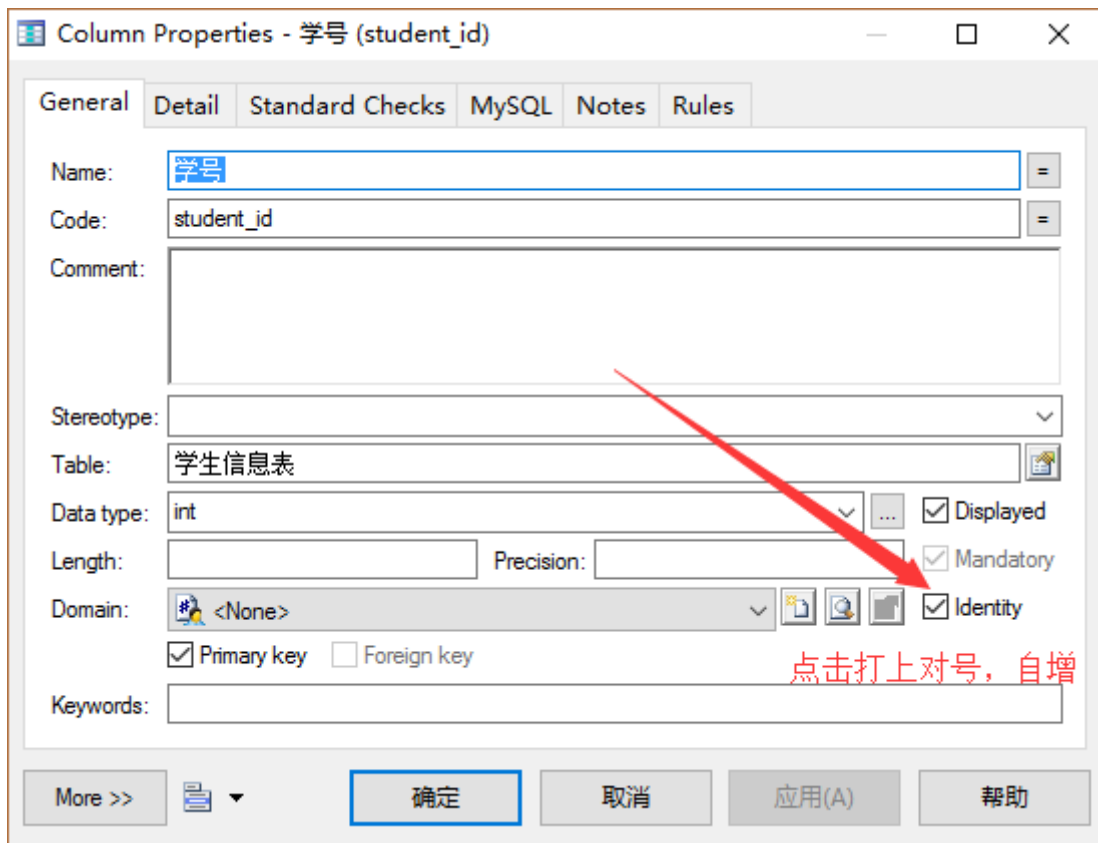 Column Properties - 学号 (student_id)
General Detail Standard Checks MySQL Notes Rules
Name: 学号 =
Code: student_id =
Comment:
Stereotype:
Table: 学生信息表
Data type: int ... Displayed
Length: Precision: Mandatory
Domain: <None> Identity
Primary key Foreign key
点击打上对号，自增
Keywords:
More >> 确定 取消 应用(A) 帮助